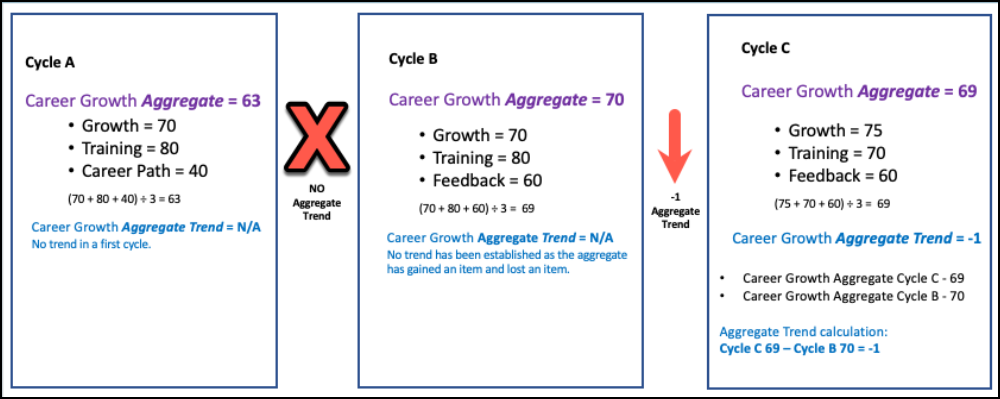 Cycle A
Career Growth Aggregate = 63
• Growth = 70
• Training = 80
• Career Path = 40
(70 + 80 + 40) ÷ 3 = 63
Career Growth Aggregate Trend = N/A
No trend in a first cycle.
X
NO
Aggregate
Trend
Cycle B
Career Growth Aggregate = 70
• Growth = 70
• Training = 80
• Feedback = 60
(70 + 80 + 60) ÷ 3 = 69
Career Growth Aggregate Trend = N/A
No trend has been established as the aggregate
has gained an item and lost an item.
-1
Aggregate
Trend
Cycle C
Career Growth Aggregate = 69
• Growth = 75
• Training = 70
• Feedback = 60
(75 + 70 + 60) ÷ 3 = 69
Career Growth Aggregate Trend = -1
• Career Growth Aggregate Cycle C - 69
• Career Growth Aggregate Cycle B - 70
Aggregate Trend calculation:
Cycle C 69 – Cycle B 70 = -1